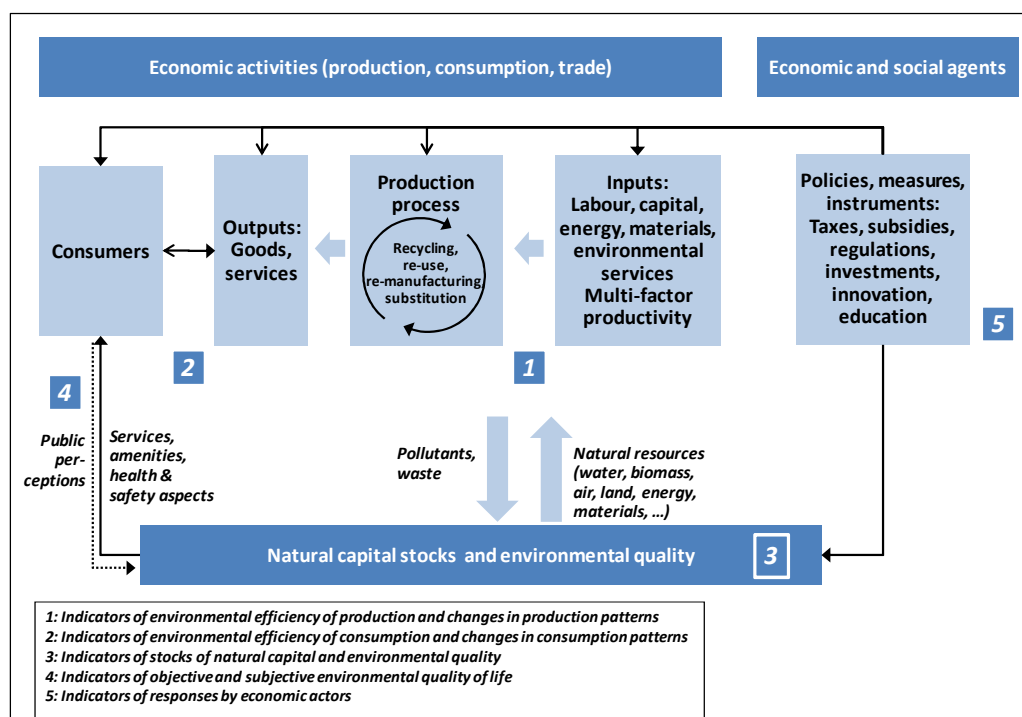 Economic activities (production, consumption, trade)
Economic and social agents
Consumers
Outputs:
Goods,
services
Production
process
Recycling,
re-use,
re-manufacturing,
substitution
Inputs:
Labour, capital,
energy, materials,
environmental
services
Multi-factor
productivity
Policies, measures,
instruments:
Taxes, subsidies,
regulations,
investments,
innovation,
education
5
2
1
4
Public
per-
ceptions
Services,
amenities,
health &
safety aspects
Pollutants,
waste
Natural resources
(water, biomass,
air, land, energy,
materials, ...)
Natural capital stocks and environmental quality
3
1: Indicators of environmental efficiency of production and changes in production patterns
2: Indicators of environmental efficiency of consumption and changes in consumption patterns
3: Indicators of stocks of natural capital and environmental quality
4: Indicators of objective and subjective environmental quality of life
5: Indicators of responses by economic actors